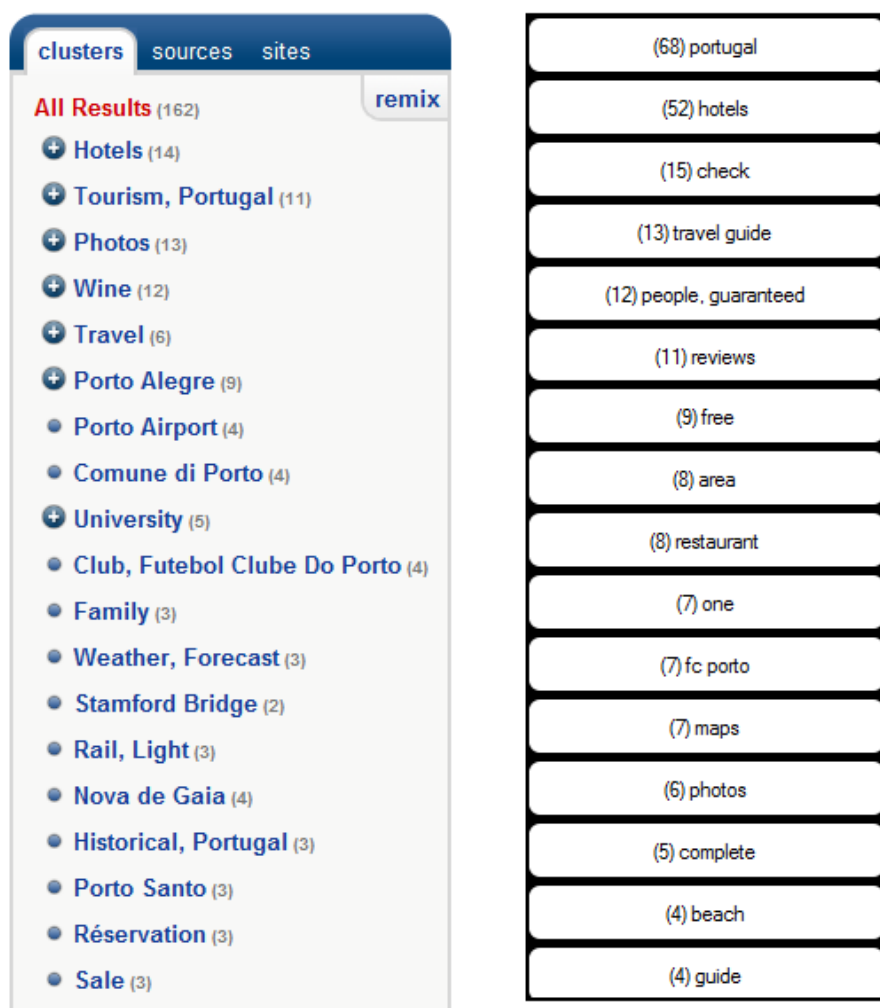 clusters sources sites
remix
All Results (162)
Hotels (14)
Tourism, Portugal (11)
Photos (13)
Wine (12)
Travel (6)
Porto Alegre (9)
Porto Airport (4)
Comune di Porto (4)
University (5)
Club, Futebol Clube Do Porto (4)
Family (3)
Weather, Forecast (3)
Stamford Bridge (2)
Rail, Light (3)
Nova de Gaia (4)
Historical, Portugal (3)
Porto Santo (3)
Réservation (3)
Sale (3)
(68) portugal
(52) hotels
(15) check
(13) travel guide
(12) people, guaranteed
(11) reviews
(9) free
(8) area
(8) restaurant
(7) one
(7) fc porto
(7) maps
(6) photos
(5) complete
(4) beach
(4) guide